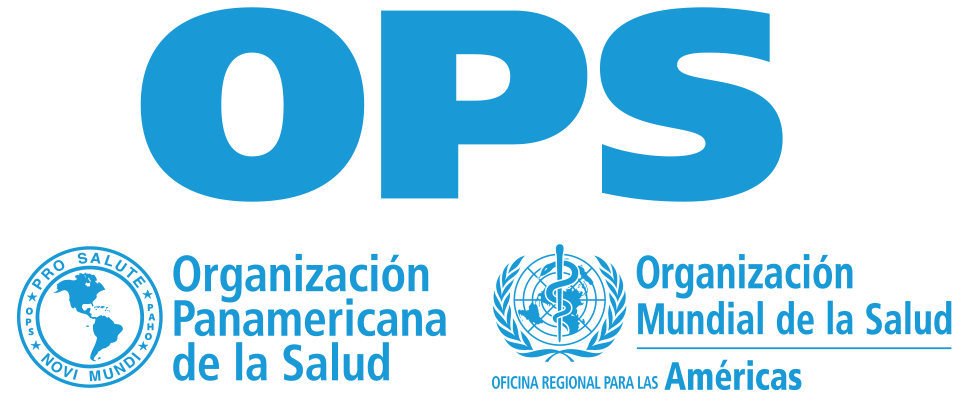 OPS
PRO SALUTE
NOVI MUNDI
OPS
PAHO
Organización
Panamericana
de la Salud
Organización
Mundial de la Salud
OFICINA REGIONAL PARA LAS Américas